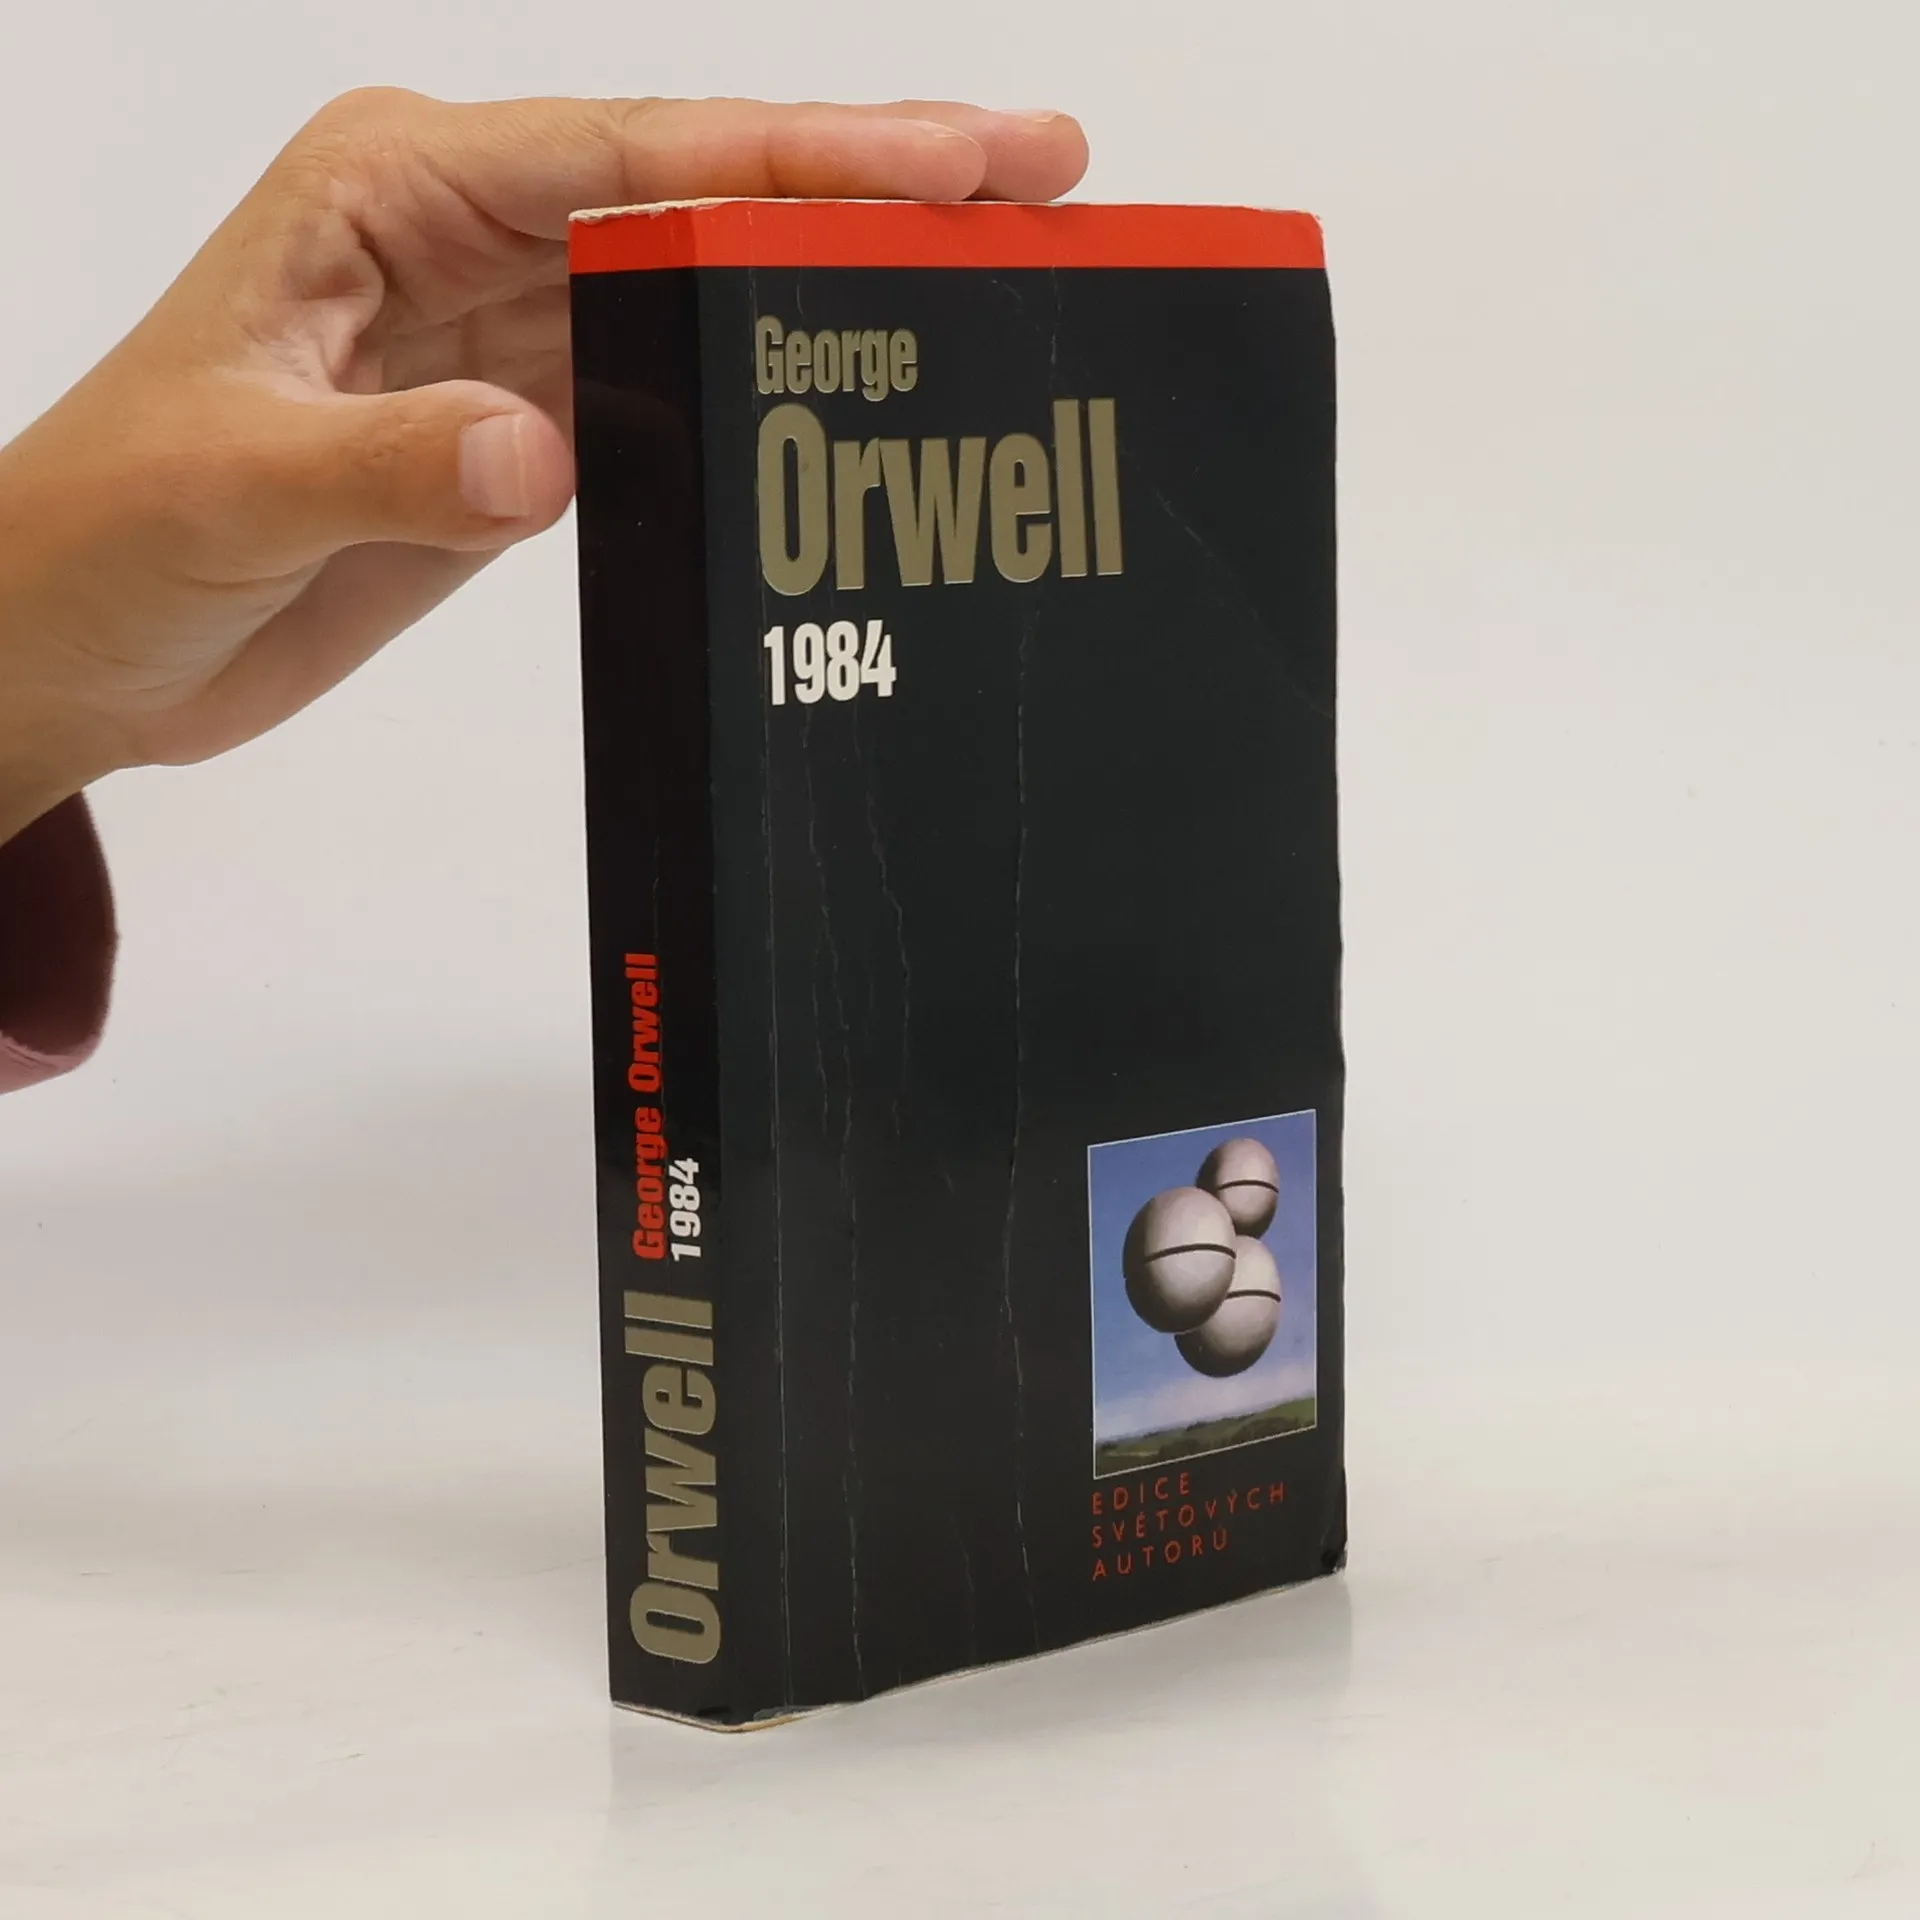 George
Orwell
1984
EDICE
SVĚTOVÝCH
AUTORŮ
Orwell
George Orwell
1984